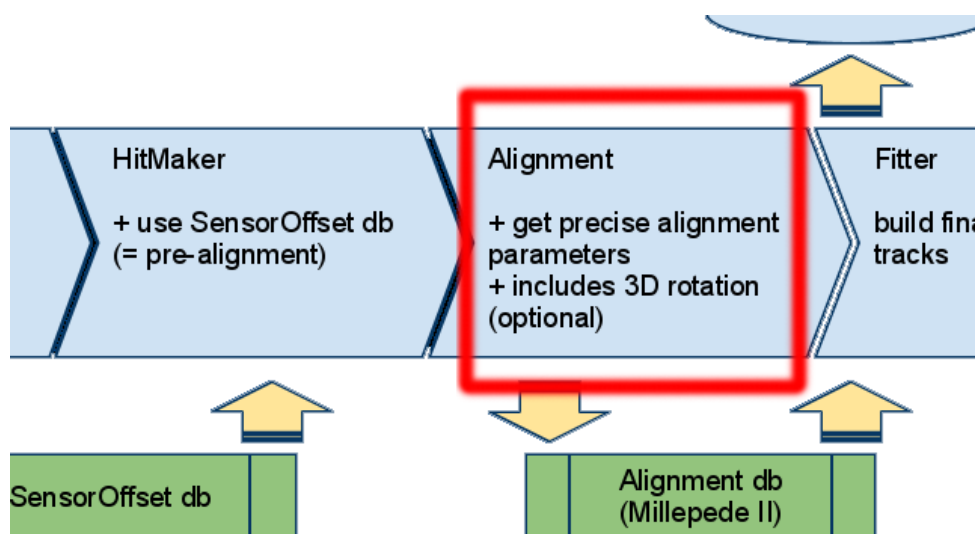 HitMaker
+ use SensorOffset db
(= pre-alignment)
Alignment
+ get precise alignment
parameters
+ includes 3D rotation
(optional)
Fitter
build fina
tracks
SensorOffset db
Alignment db
(Millepede II)